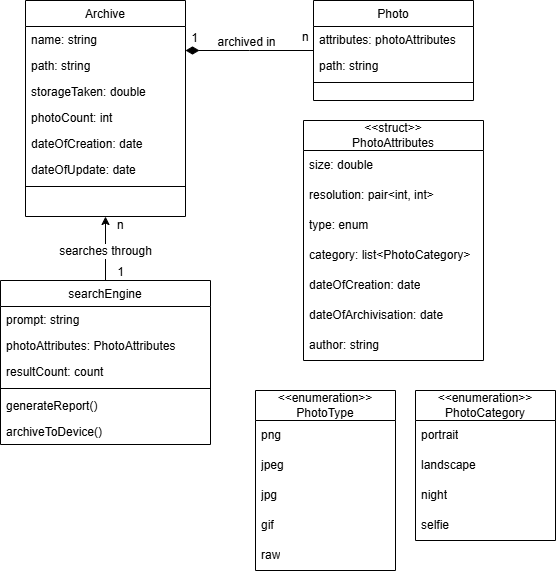 Archive
name: string
path: string
storageTaken: double
photoCount: int
dateOfCreation: date
dateOfUpdate: date
1
archived in
n
Photo
attributes: photoAttributes
path: string
<<struct>>
PhotoAttributes
size: double
resolution: pair<int, int>
type: enum
category: list<PhotoCategory>
dateOfCreation: date
dateOfArchivisation: date
author: string
n
searches through
1
searchEngine
prompt: string
photoAttributes: PhotoAttributes
resultCount: count
generateReport()
archiveToDevice()
<<enumeration>>
PhotoType
png
jpeg
jpg
gif
raw
<<enumeration>>
PhotoCategory
portrait
landscape
night
selfie